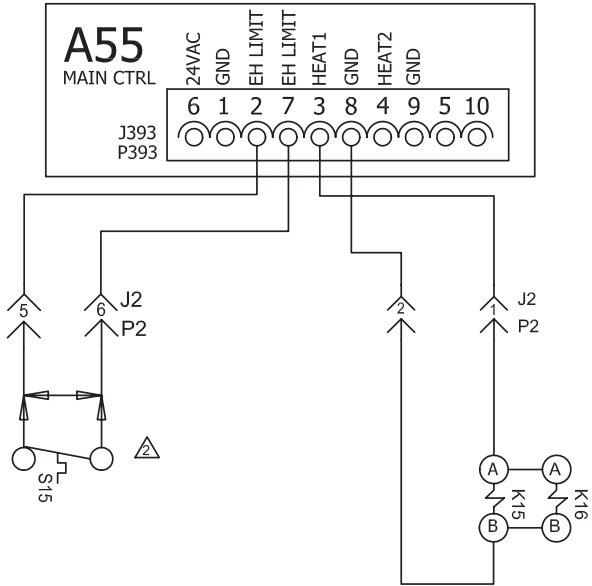 A55
MAIN CTRL
24VAC
GND
EH LIMIT
EH LIMIT
HEAT1
GND
HEAT2
GND
6 1 2 7 3 8 4 9 5 10
J393
P393
5 6 J2
P2
2 1 J2
P2
2
S15
A A
K15 K16
B B